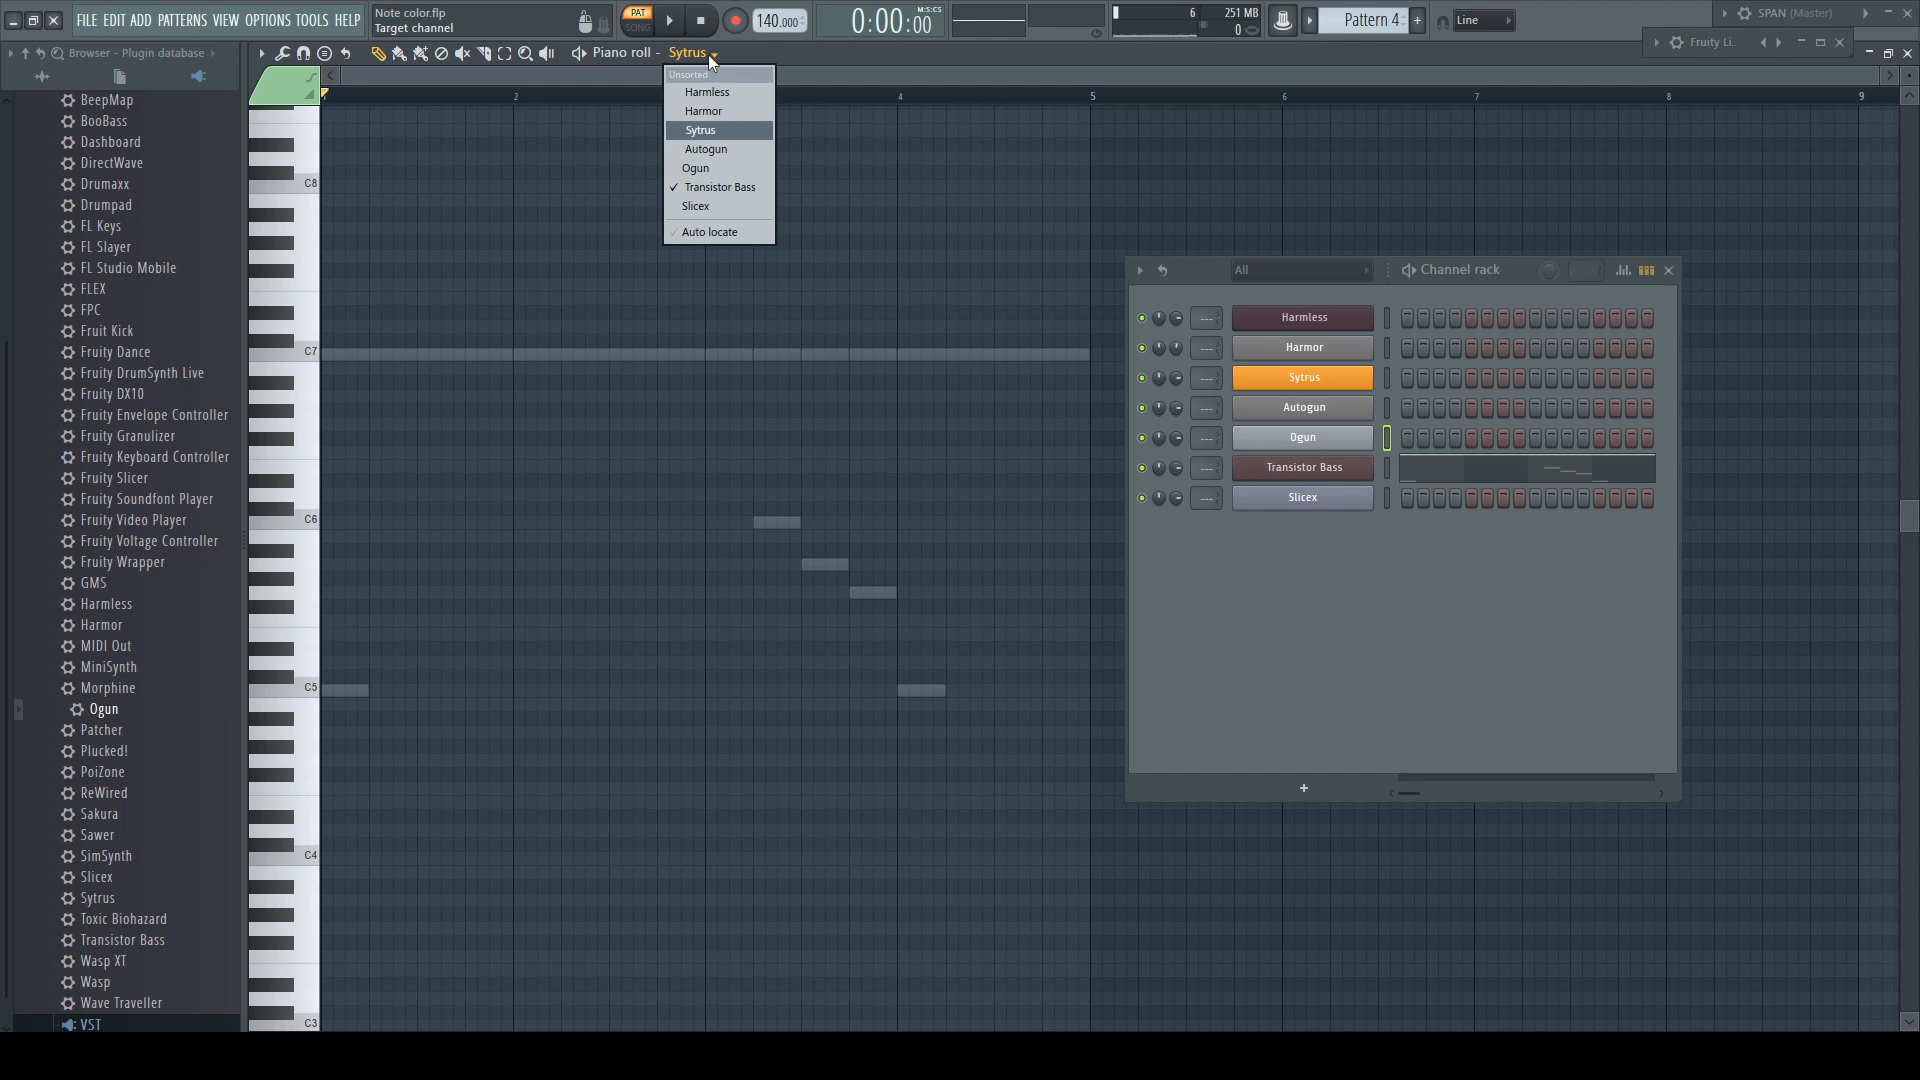 FILE EDIT ADD PATTERNS VIEW OPTIONS TOOLS HELP
Note color.flp
Target channel
PAT
SONG
140.000
0:00:00
M:S:CS
6
251 MB
0
Pattern 4
Line
SPAN (Master)
Fruity Li..
Browser - Plugin database
Piano roll - Sytrus
Unsorted
Harmless
Harmor
Sytrus
Autogun
Ogun
Transistor Bass
Slicex
Auto locate
2
4
5
6
7
8
9
BeepMap
BooBass
Dashboard
DirectWave
Drumaxx
Drumpad
FL Keys
FL Slayer
FL Studio Mobile
FLEX
FPC
Fruit Kick
Fruity Dance
Fruity DrumSynth Live
Fruity DX10
Fruity Envelope Controller
Fruity Granulizer
Fruity Keyboard Controller
Fruity Slicer
Fruity Soundfont Player
Fruity Video Player
Fruity Voltage Controller
Fruity Wrapper
GMS
Harmless
Harmor
MIDI Out
MiniSynth
Morphine
Ogun
Patcher
Plucked!
PoiZone
ReWired
Sakura
Sawer
SimSynth
Slicex
Sytrus
Toxic Biohazard
Transistor Bass
Wasp XT
Wasp
Wave Traveller
VST
C8
C7
C6
C5
C4
C3
All
Channel rack
Harmless
Harmor
Sytrus
Autogun
Ogun
Transistor Bass
Slicex
+